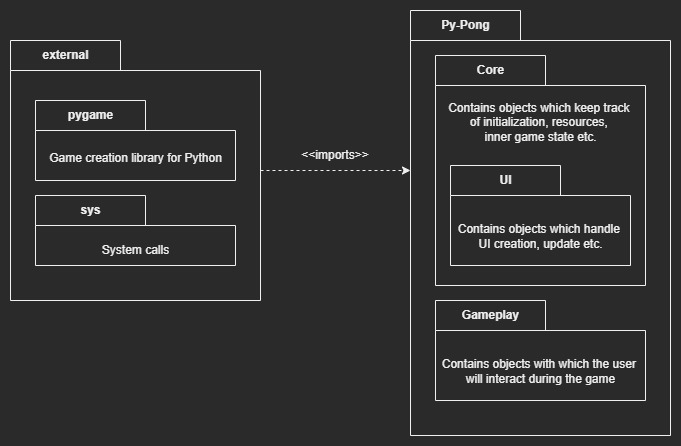 external
pygame
Game creation library for Python
sys
System calls
<<imports>>
Py-Pong
Core
Contains objects which keep track
of initialization, resources,
inner game state etc.
UI
Contains objects which handle
UI creation, update etc.
Gameplay
Contains objects with which the user
will interact during the game